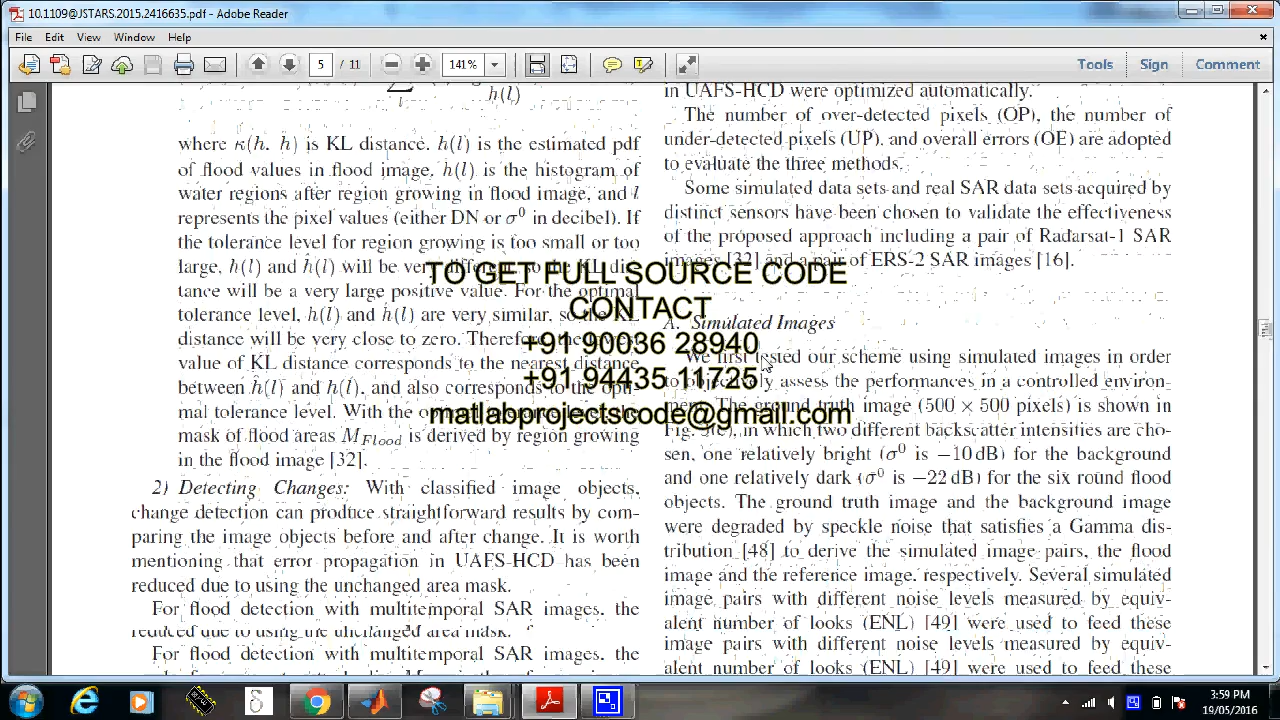 10.1109@JSTARS.2015.2416635.pdf - Adobe Reader
File Edit View Window Help
5 / 11 141% Tools Sign Comment
h(l)
where κ(ĥ, h) is KL distance. ĥ(l) is the estimated pdf
of flood values in flood image. h(l) is the histogram of
water regions after region growing in flood image, and l
represents the pixel values (either DN or σ⁰ in decibel). If
the tolerance level for region growing is too small or too
large, h(l) and ĥ(l) will be very different, so the KL dis-
tance will be a very large positive value. For the optimal
tolerance level, h(l) and ĥ(l) are very similar, so the KL
distance will be very close to zero. Therefore, the lowest
value of KL distance corresponds to the nearest distance
between ĥ(l) and h(l), and also corresponds to the opti-
mal tolerance level. With the optimal tolerance level, the
mask of flood areas M_Flood is derived by region growing
in the flood image [32].
2) Detecting Changes: With classified image objects,
change detection can produce straightforward results by com-
paring the image objects before and after change. It is worth
mentioning that error propagation in UAFS-HCD has been
reduced due to using the unchanged area mask.
For flood detection with multitemporal SAR images, the
reduced due to using the unchanged area mask.
For flood detection with multitemporal SAR images, the
in UAFS-HCD were optimized automatically.
The number of over-detected pixels (OP), the number of
under-detected pixels (UP), and overall errors (OE) are adopted
to evaluate the three methods.
Some simulated data sets and real SAR data sets acquired by
distinct sensors have been chosen to validate the effectiveness
of the proposed approach including a pair of Radarsat-1 SAR
images [32] and a pair of ERS-2 SAR images [16].
A. Simulated Images
We first tested our scheme using simulated images in order
to objectively assess the performances in a controlled environ-
ment. The ground truth image (500 × 500 pixels) is shown in
Fig. 3(c), in which two different backscatter intensities are cho-
sen, one relatively bright (σ⁰ is −10 dB) for the background
and one relatively dark (σ⁰ is −22 dB) for the six round flood
objects. The ground truth image and the background image
were degraded by speckle noise that satisfies a Gamma dis-
tribution [48] to derive the simulated image pairs, the flood
image and the reference image, respectively. Several simulated
image pairs with different noise levels measured by equiv-
alent number of looks (ENL) [49] were used to feed these
image pairs with different noise levels measured by equiv-
alent number of looks (ENL) [49] were used to feed these
TO GET FULL SOURCE CODE
CONTACT
+91 90036 28940
+91 94435 11725
matlabprojectscode@gmail.com
3:59 PM
19/05/2016